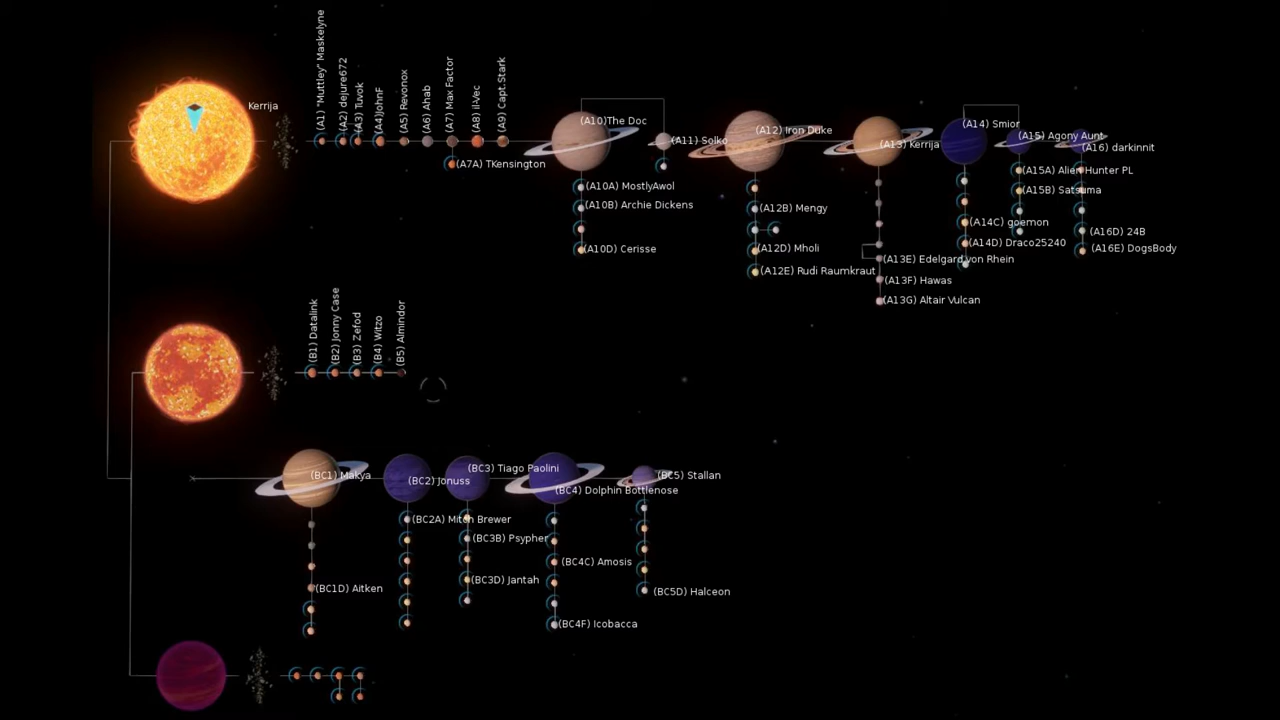 Kerrija
(A1) "Muttley" Maskelyne
(A2) dejure672
(A3) Tuvok
(A4)JohnF
(A5) Revonox
(A6) Ahab
(A7) Max Factor
(A8) il-Vec
(A9) Capt.Stark
(A7A) TKensington
(A10)The Doc
(A10A) MostlyAwol
(A10B) Archie Dickens
(A10D) Cerisse
(A11) Solko
(A12) Iron Duke
(A12B) Mengy
(A12D) Mholi
(A12E) Rudi Raumkraut
(A13) Kerrija
(A13E) Edelgard von Rhein
(A13F) Hawas
(A13G) Altair Vulcan
(A14) Smior
(A14C) goemon
(A14D) Draco25240
(A15) Agony Aunt
(A15A) Alien Hunter PL
(A15B) Satsuma
(A16) darkinnit
(A16D) 24B
(A16E) DogsBody
(B1) Datalink
(B2) Jonny Case
(B3) Zefod
(B4) Witzo
(B5) Almindor
(BC1) Makya
(BC1D) Aitken
(BC2) Jonuss
(BC2A) Mitch Brewer
(BC3) Tiago Paolini
(BC3B) Psypher
(BC3D) Jantah
(BC4) Dolphin Bottlenose
(BC4C) Amosis
(BC4F) Icobacca
(BC5) Stallan
(BC5D) Halceon